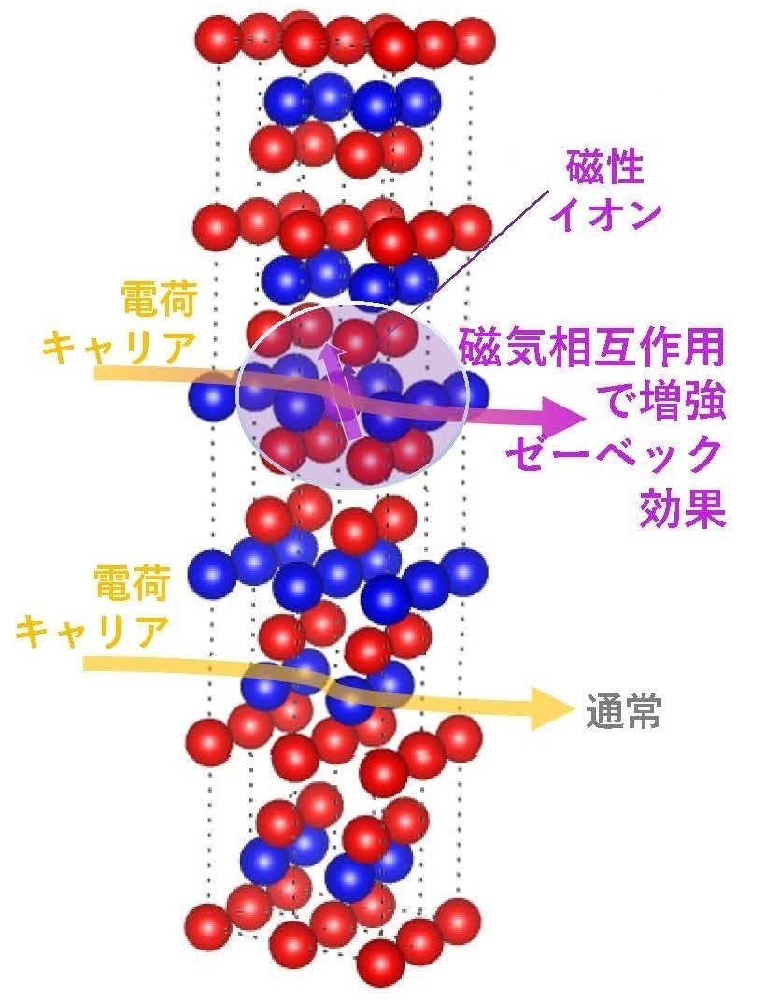 磁性
イオン
電荷
キャリア
磁気相互作用
で増強
ゼーベック
効果
電荷
キャリア
通常